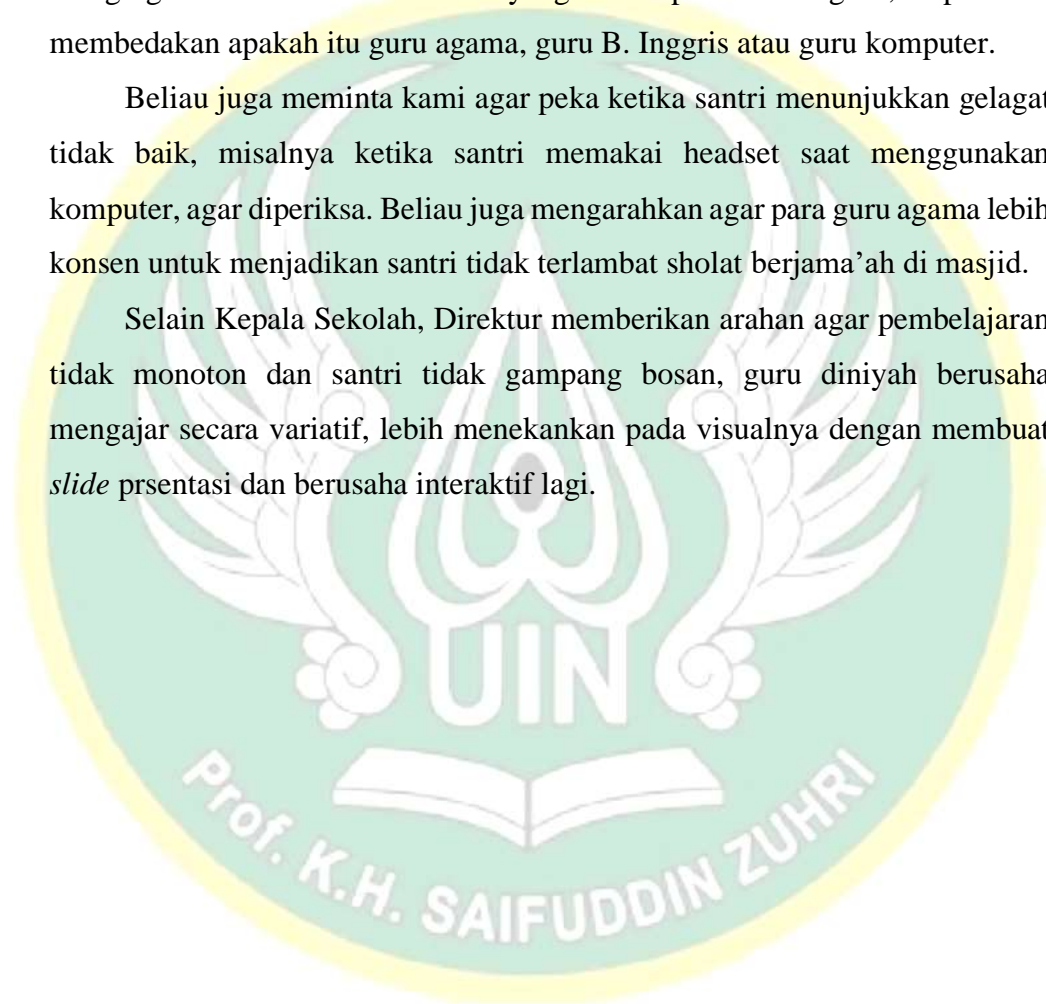 membedakan apakah itu guru agama, guru B. Inggris atau guru komputer.
Beliau juga meminta kami agar peka ketika santri menunjukkan gelagat
tidak baik, misalnya ketika santri memakai headset saat menggunakan
komputer, agar diperiksa. Beliau juga mengarahkan agar para guru agama lebih
konsen untuk menjadikan santri tidak terlambat sholat berjama’ah di masjid.
Selain Kepala Sekolah, Direktur memberikan arahan agar pembelajaran
tidak monoton dan santri tidak gampang bosan, guru diniyah berusaha
mengajar secara variatif, lebih menekankan pada visualnya dengan membuat
slide prsentasi dan berusaha interaktif lagi.
UIN
Prof. K.H. SAIFUDDIN ZUHRI